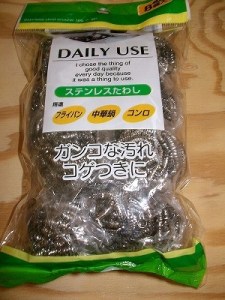 DAILY USE
I chose the thing of
good quality
every day because
it was a thing to use.
ステンレスたわし
用途
フライパン
中華鍋
コンロ
ガンコな汚れ
コゲつきに